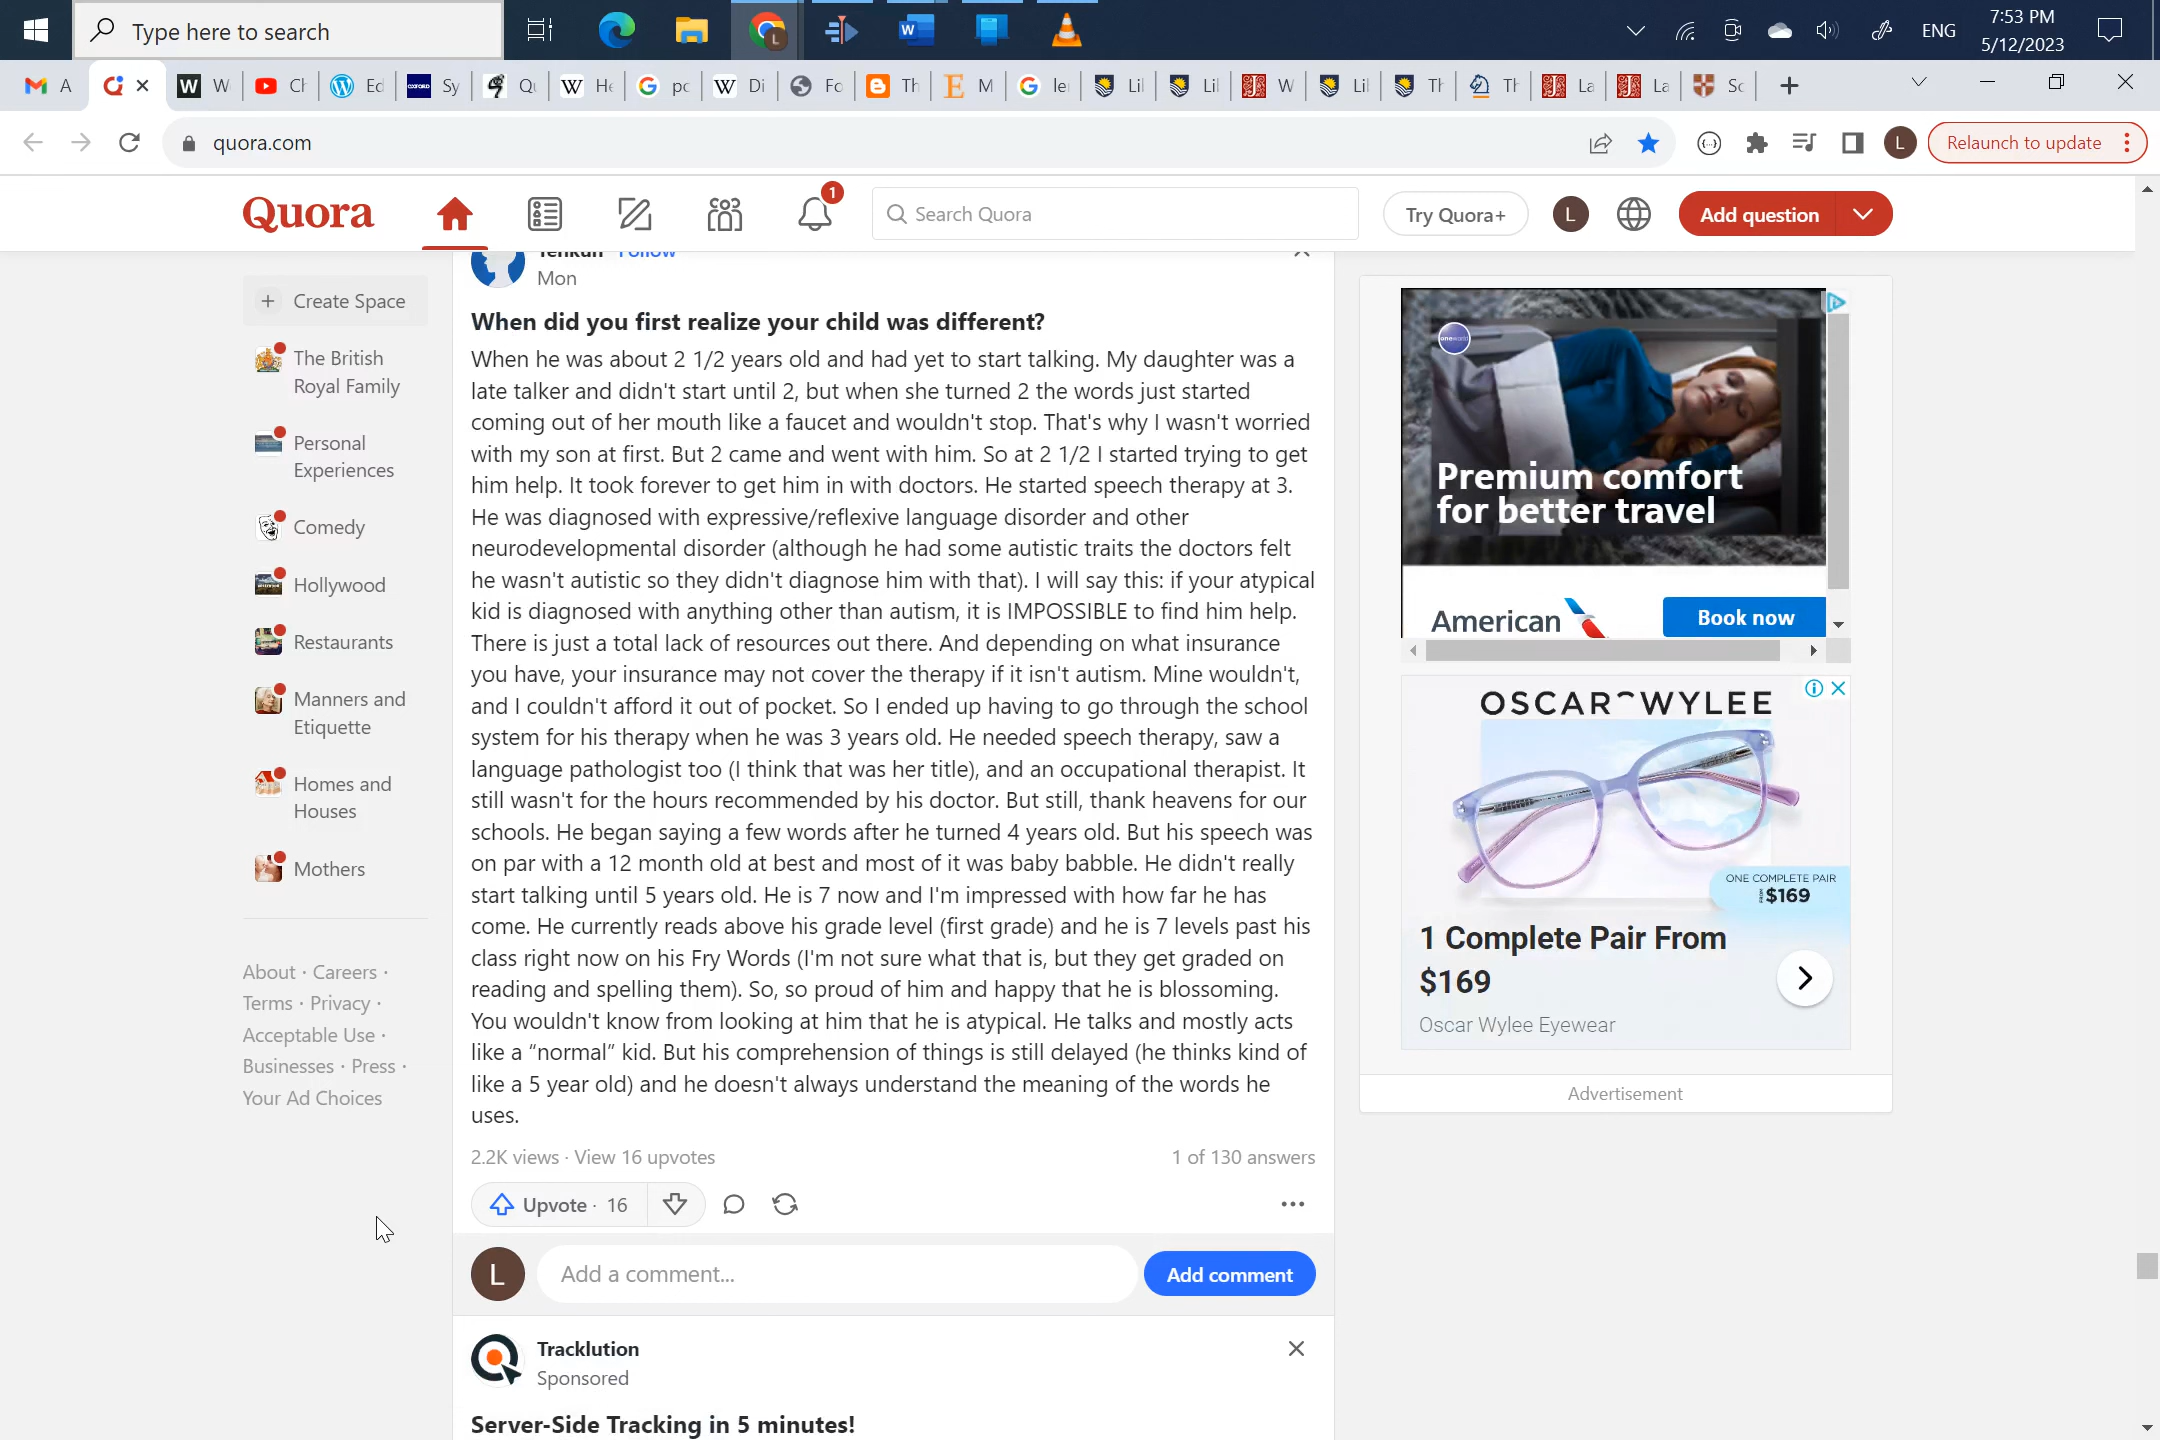 Type here to search
ENG
7:53 PM
5/12/2023
A
W
Ch
Ed
OXFORD
Sy
Qu
He
po
Di
Fo
Th
M
le
Lil
Lil
W
Lil
Th
Th
La
La
Sc
quora.com
L
Relaunch to update
Quora
1
Search Quora
Try Quora+
L
Add question
Follow
Mon
Create Space
The British
Royal Family
Personal
Experiences
Comedy
Hollywood
Restaurants
Manners and
Etiquette
Homes and
Houses
Mothers
About · Careers ·
Terms · Privacy ·
Acceptable Use ·
Businesses · Press ·
Your Ad Choices
When did you first realize your child was different?
When he was about 2 1/2 years old and had yet to start talking. My daughter was a
late talker and didn't start until 2, but when she turned 2 the words just started
coming out of her mouth like a faucet and wouldn't stop. That's why I wasn't worried
with my son at first. But 2 came and went with him. So at 2 1/2 I started trying to get
him help. It took forever to get him in with doctors. He started speech therapy at 3.
He was diagnosed with expressive/reflexive language disorder and other
neurodevelopmental disorder (although he had some autistic traits the doctors felt
he wasn't autistic so they didn't diagnose him with that). I will say this: if your atypical
kid is diagnosed with anything other than autism, it is IMPOSSIBLE to find him help.
There is just a total lack of resources out there. And depending on what insurance
you have, your insurance may not cover the therapy if it isn't autism. Mine wouldn't,
and I couldn't afford it out of pocket. So I ended up having to go through the school
system for his therapy when he was 3 years old. He needed speech therapy, saw a
language pathologist too (I think that was her title), and an occupational therapist. It
still wasn't for the hours recommended by his doctor. But still, thank heavens for our
schools. He began saying a few words after he turned 4 years old. But his speech was
on par with a 12 month old at best and most of it was baby babble. He didn't really
start talking until 5 years old. He is 7 now and I'm impressed with how far he has
come. He currently reads above his grade level (first grade) and he is 7 levels past his
class right now on his Fry Words (I'm not sure what that is, but they get graded on
reading and spelling them). So, so proud of him and happy that he is blossoming.
You wouldn't know from looking at him that he is atypical. He talks and mostly acts
like a “normal” kid. But his comprehension of things is still delayed (he thinks kind of
like a 5 year old) and he doesn't always understand the meaning of the words he
uses.
2.2K views · View 16 upvotes
1 of 130 answers
Upvote · 16
L
Add a comment...
Add comment
Tracklution
Sponsored
Server-Side Tracking in 5 minutes!
oneworld
Premium comfort
for better travel
American
Book now
OSCAR WYLEE
ONE COMPLETE PAIR
FROM $169
1 Complete Pair From
$169
Oscar Wylee Eyewear
Advertisement